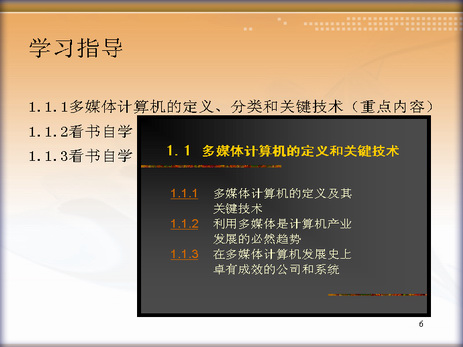 学习指导
1.1.1多媒体计算机的定义、分类和关键技术（重点内容）
1.1.2看书自学
1.1.3看书自学
1.1 多媒体计算机的定义和关键技术
1.1.1 多媒体计算机的定义及其
关键技术
1.1.2 利用多媒体是计算机产业
发展的必然趋势
1.1.3 在多媒体计算机发展史上
卓有成效的公司和系统
6